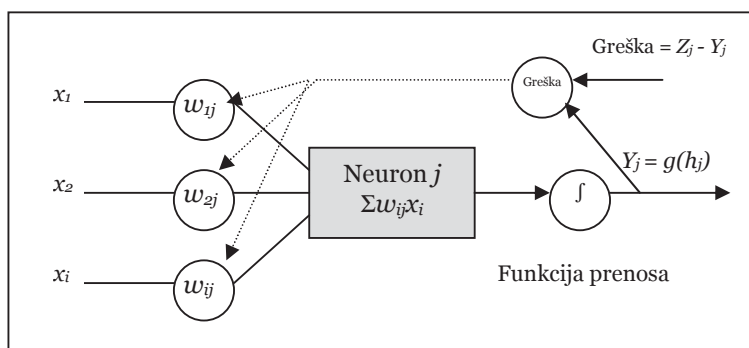 Greška = Zj - Yj
Greška
x1
w1j
x2
w2j
Neuron j
Σwijxi
∫
Yj = g(hj)
xi
wij
Funkcija prenosa